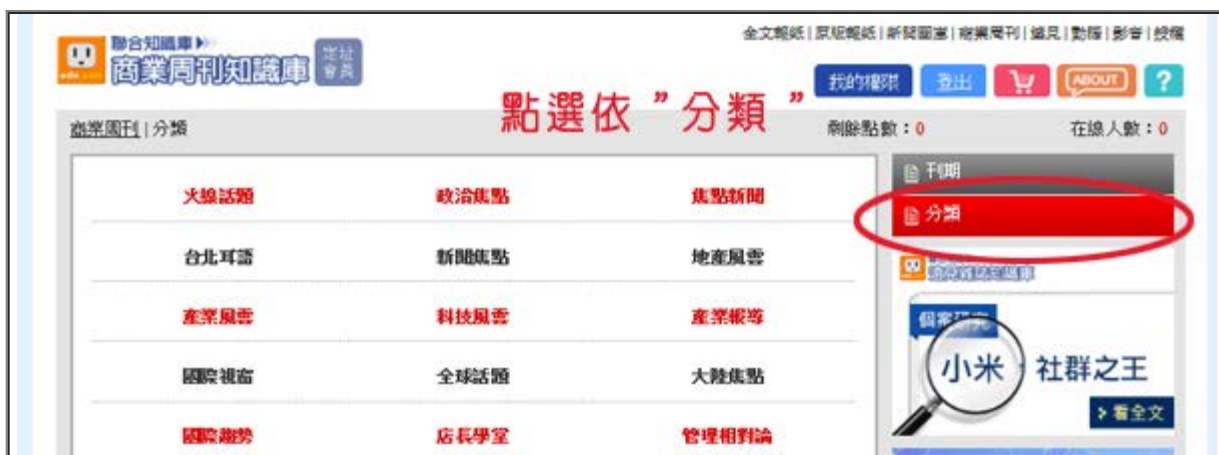 聯合知識庫
商業周刊知識庫
定址會員
全文報紙|原版報紙|新聞圖庫|商業周刊|遠見|動腦|影音|授權
我的權限 登出 ABOUT ?
點選依”分類”
商業周刊|分類
剩餘點數：0 在線人數：0
火線話題 政治焦點 焦點新聞
刊期
分類
台北耳語 新聞焦點 地產風雲
產業風雲 科技風雲 產業報導
個案研究
國際視窗 全球話題 大陸焦點
小米 社群之王
看全文
國際趨勢 店長學堂 管理相對論